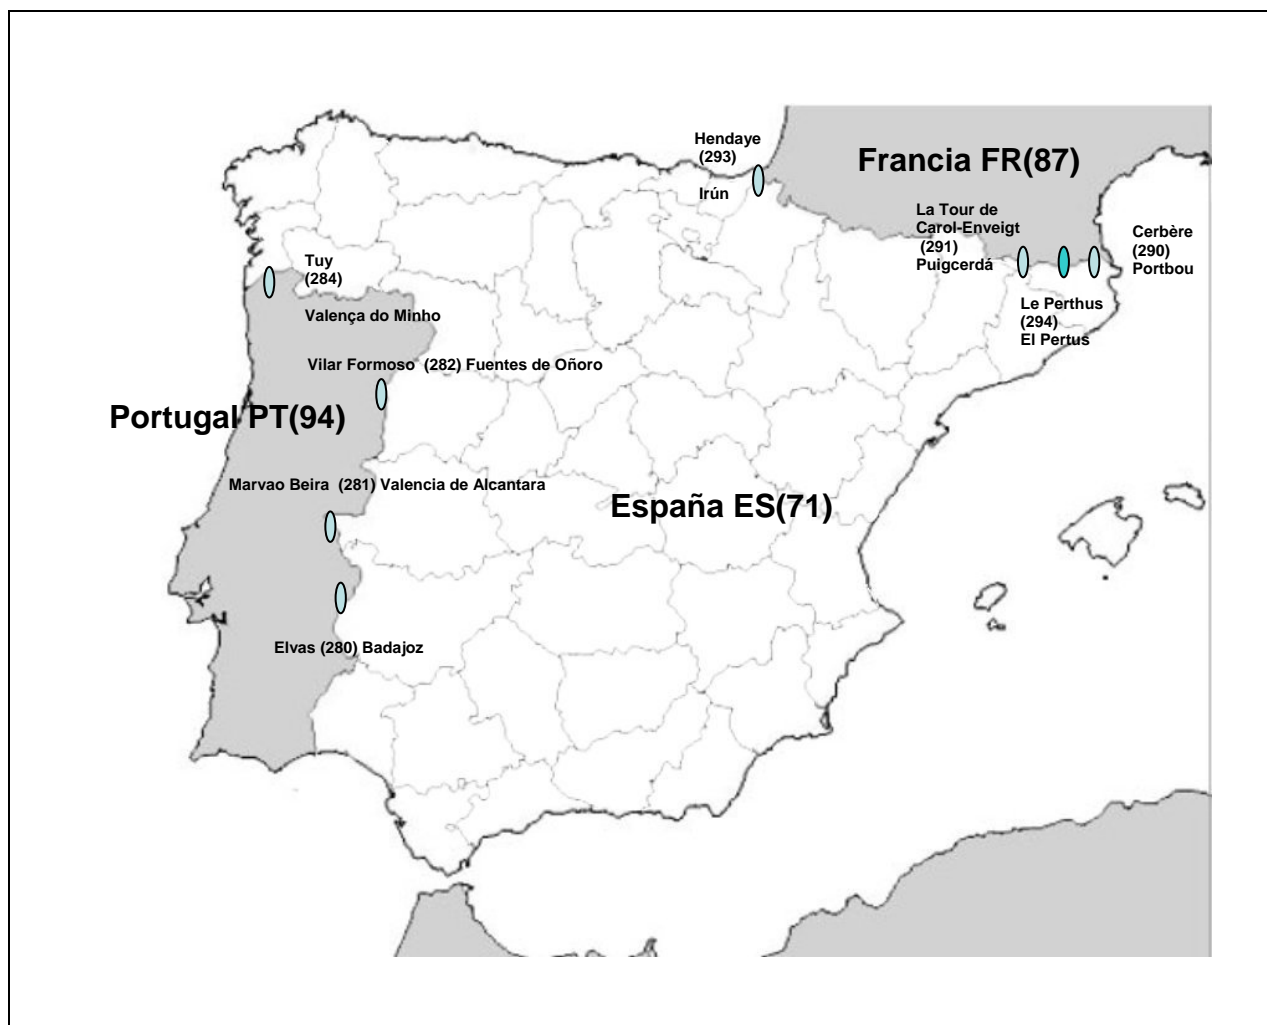 Hendaye
(293)
Irún
Francia FR(87)
La Tour de
Carol-Enveigt
(291)
Puigcerdá
Cerbère
(290)
Portbou
Le Perthus
(294)
El Pertus
Tuy
(284)
Valença do Minho
Vilar Formoso (282) Fuentes de Oñoro
Portugal PT(94)
Marvao Beira (281) Valencia de Alcantara
España ES(71)
Elvas (280) Badajoz